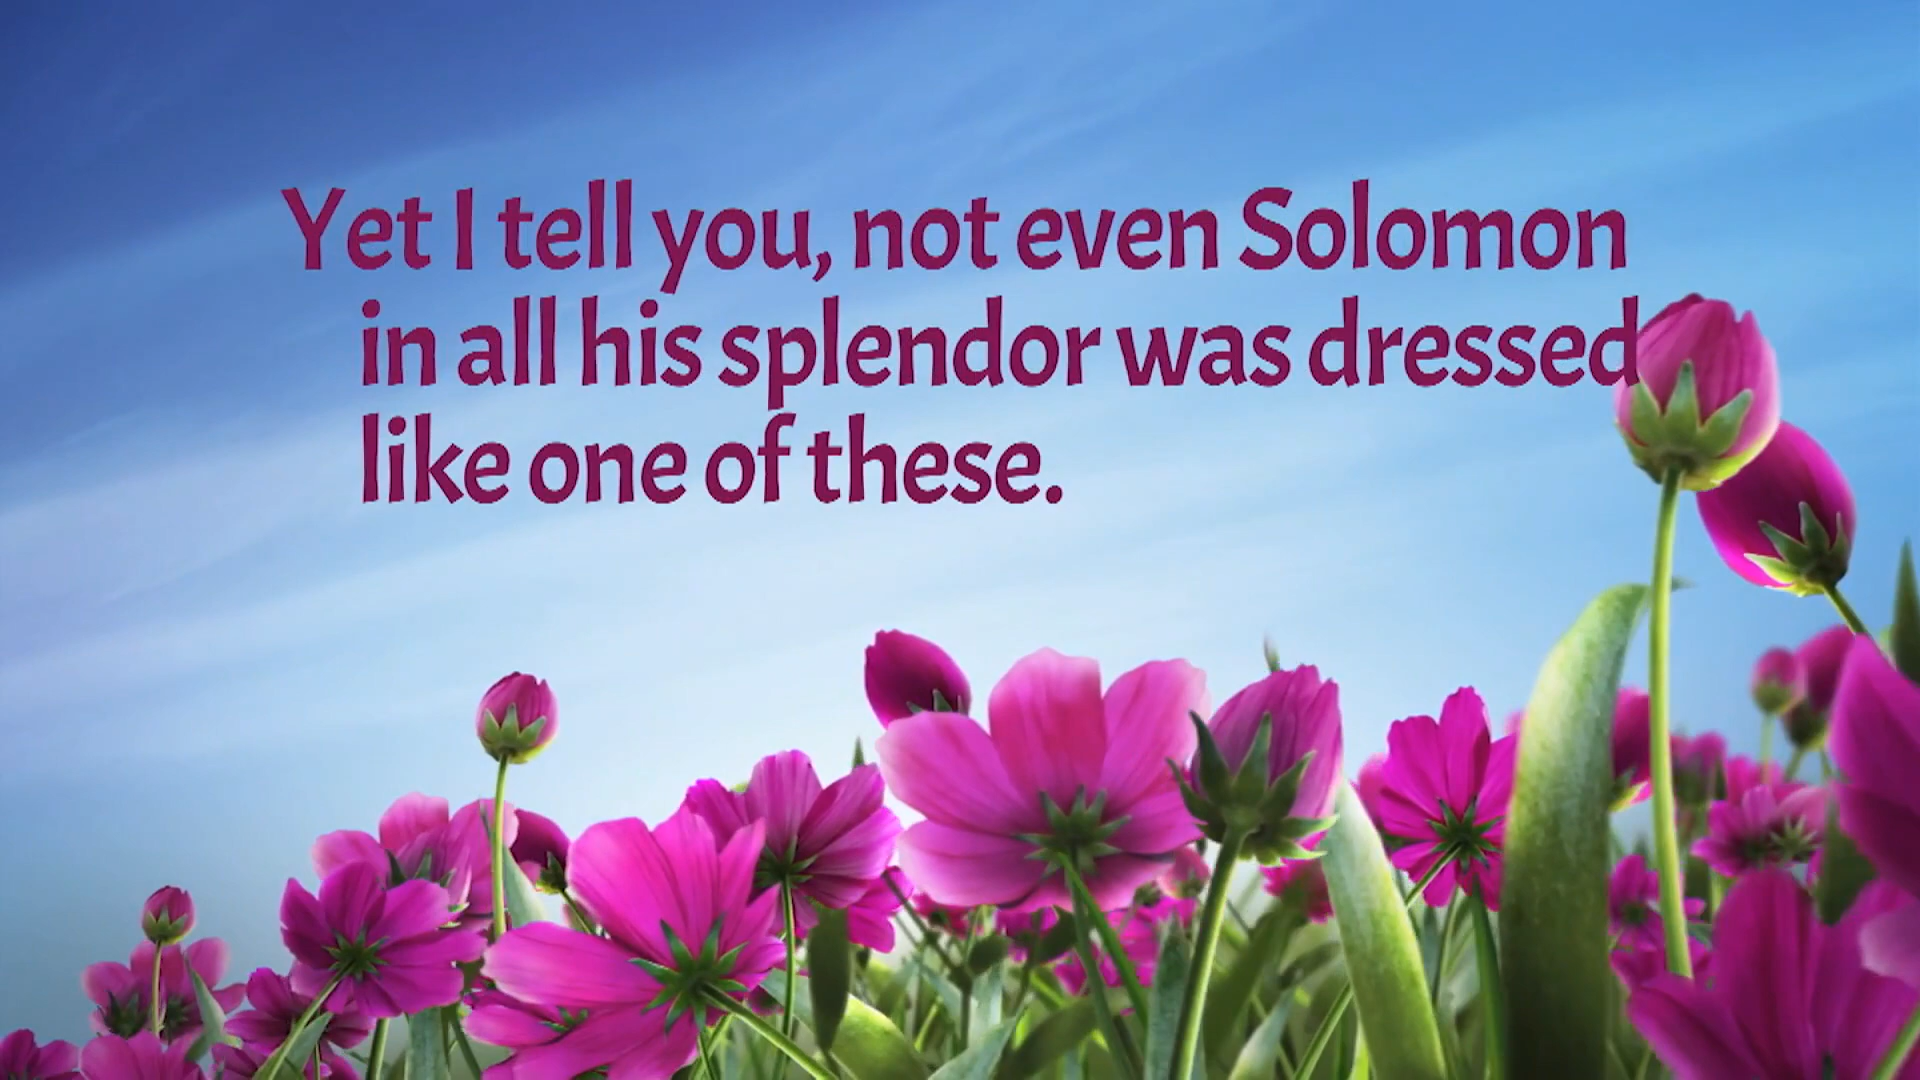 Yet I tell you, not even Solomon
in all his splendor was dressed
like one of these.